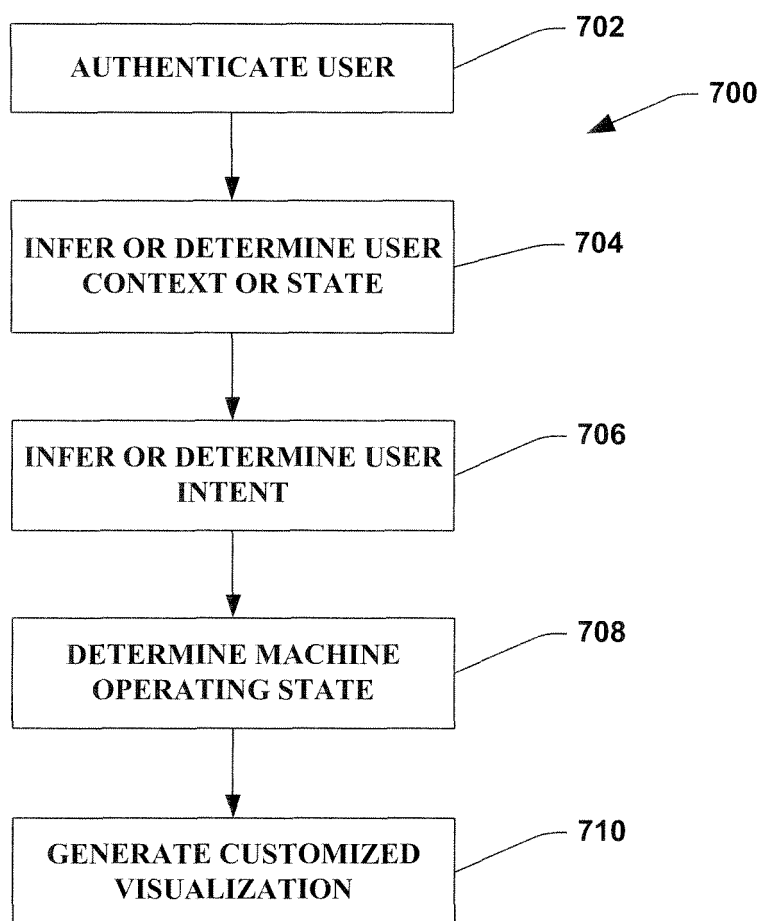 702
AUTHENTICATE USER
700
704
INFER OR DETERMINE USER
CONTEXT OR STATE
706
INFER OR DETERMINE USER
INTENT
708
DETERMINE MACHINE
OPERATING STATE
710
GENERATE CUSTOMIZED
VISUALIZATION